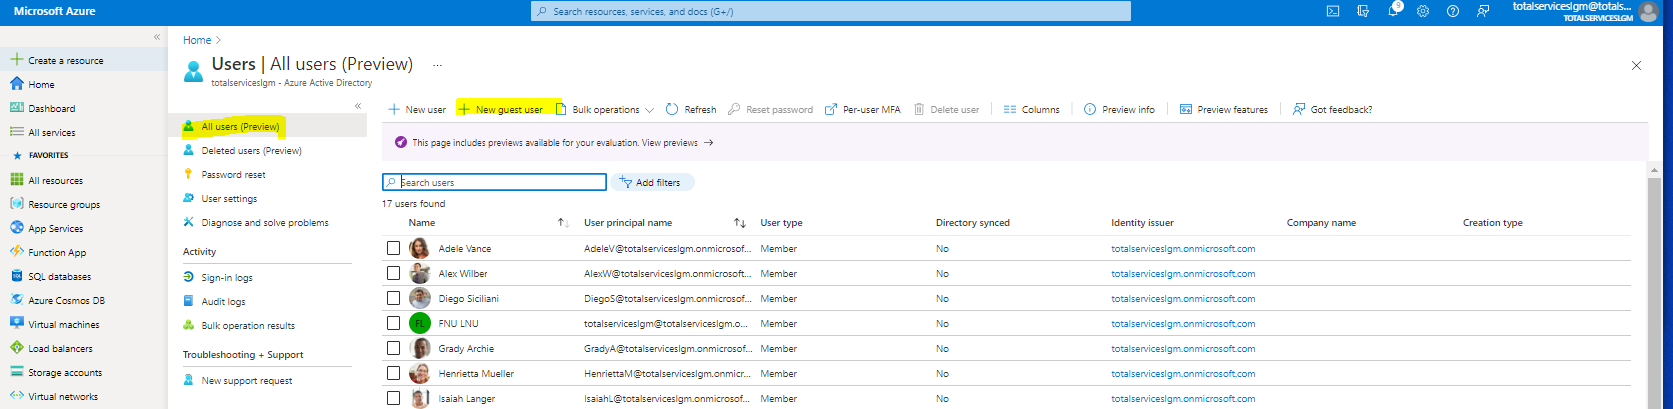 Microsoft Azure
Search resources, services, and docs (G+/)
9
totalserviceslgm@totals...
TOTALSERVICESLGM
Create a resource
Home
Dashboard
All services
FAVORITES
All resources
Resource groups
App Services
Function App
SQL databases
Azure Cosmos DB
Virtual machines
Load balancers
Storage accounts
Virtual networks
Home >
Users | All users (Preview) ...
totalserviceslgm - Azure Active Directory
All users (Preview)
Deleted users (Preview)
Password reset
User settings
Diagnose and solve problems
Activity
Sign-in logs
Audit logs
Bulk operation results
Troubleshooting + Support
New support request
New user New guest user Bulk operations Refresh Reset password Per-user MFA Delete user Columns Preview info Preview features Got feedback?
This page includes previews available for your evaluation. View previews →
Search users Add filters
17 users found
Name User principal name User type Directory synced Identity issuer Company name Creation type
Adele Vance AdeleV@totalserviceslgm.onmicrosof... Member No totalserviceslgm.onmicrosoft.com
Alex Wilber AlexW@totalserviceslgm.onmicrosoft... Member No totalserviceslgm.onmicrosoft.com
Diego Siciliani DiegoS@totalserviceslgm.onmicrosof... Member No totalserviceslgm.onmicrosoft.com
FL FNU LNU totalserviceslgm@totalserviceslgm.o... Member No totalserviceslgm.onmicrosoft.com
Grady Archie GradyA@totalserviceslgm.onmicrosof... Member No totalserviceslgm.onmicrosoft.com
Henrietta Mueller HenriettaM@totalserviceslgm.onmicr... Member No totalserviceslgm.onmicrosoft.com
Isaiah Langer IsaiahL@totalserviceslgm.onmicrosof... Member No totalserviceslgm.onmicrosoft.com